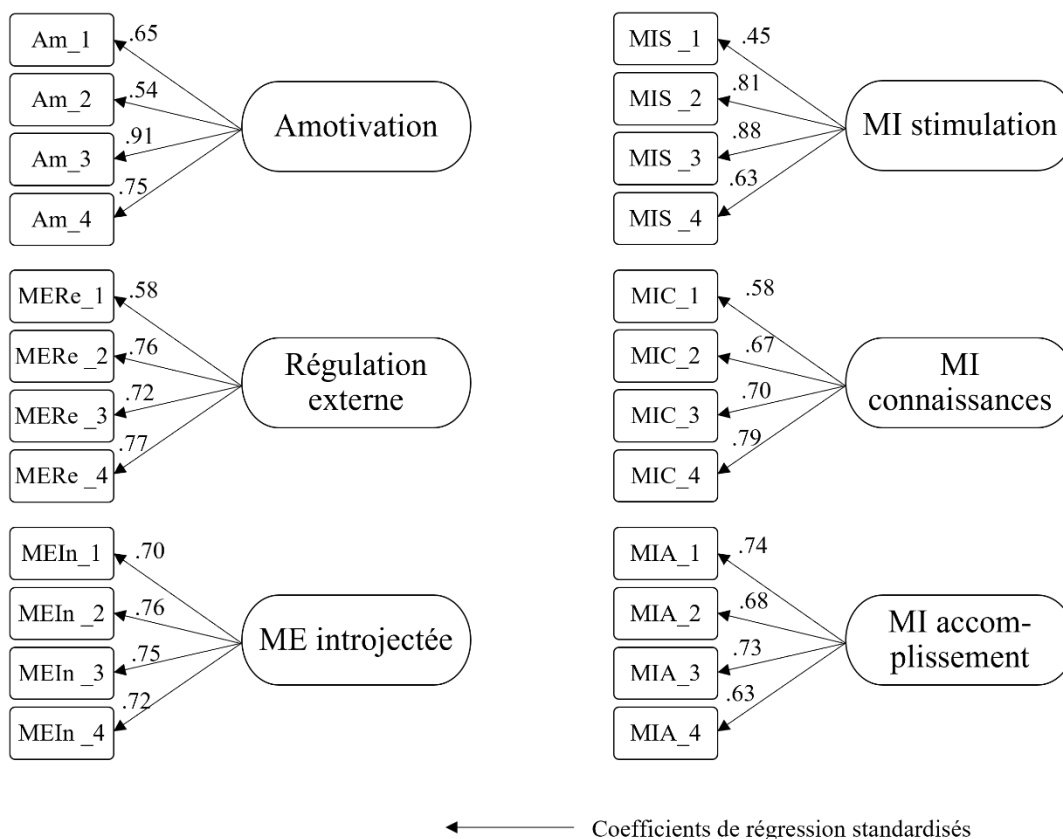 Am_1
.65
Am_2
.54
Am_3
.91
Am_4
.75
Amotivation
MIS _1
.45
MIS _2
.81
MIS _3
.88
MIS _4
.63
MI stimulation
MERe_1
.58
MERe _2
.76
MERe _3
.72
MERe _4
.77
Régulation
externe
MIC_1
.58
MIC_2
.67
MIC_3
.70
MIC_4
.79
MI
connaissances
MEIn_1
.70
MEIn _2
.76
MEIn _3
.75
MEIn _4
.72
ME introjectée
MIA_1
.74
MIA_2
.68
MIA_3
.73
MIA_4
.63
MI accom-
plissement
Coefficients de régression standardisés